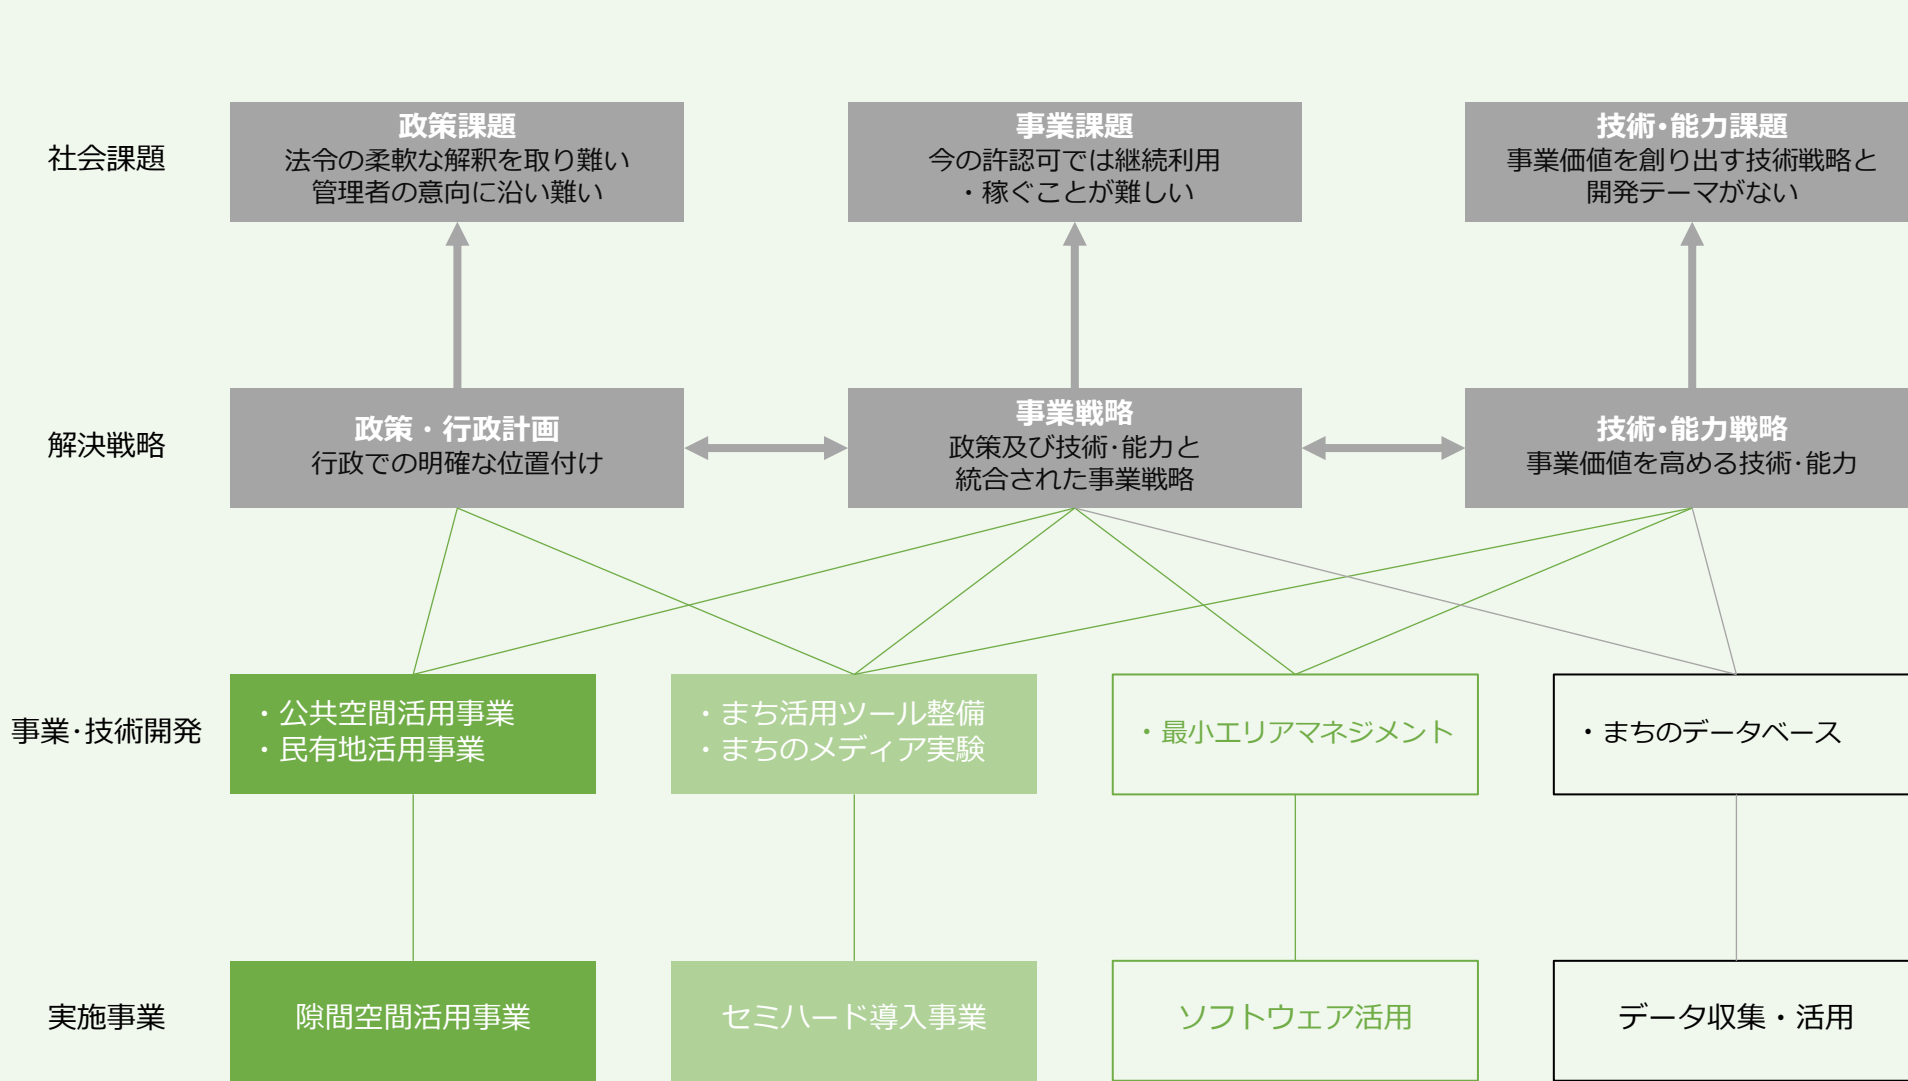 社会課題
政策課題
法令の柔軟な解釈を取り難い
管理者の意向に沿い難い
事業課題
今の許認可では継続利用
・稼ぐことが難しい
技術･能力課題
事業価値を創り出す技術戦略と
開発テーマがない
解決戦略
政策・行政計画
行政での明確な位置付け
事業戦略
政策及び技術･能力と
統合された事業戦略
技術･能力戦略
事業価値を高める技術･能力
事業･技術開発
・公共空間活用事業
・民有地活用事業
・まち活用ツール整備
・まちのメディア実験
・最小エリアマネジメント
・まちのデータベース
実施事業
隙間空間活用事業
セミハード導入事業
ソフトウェア活用
データ収集・活用